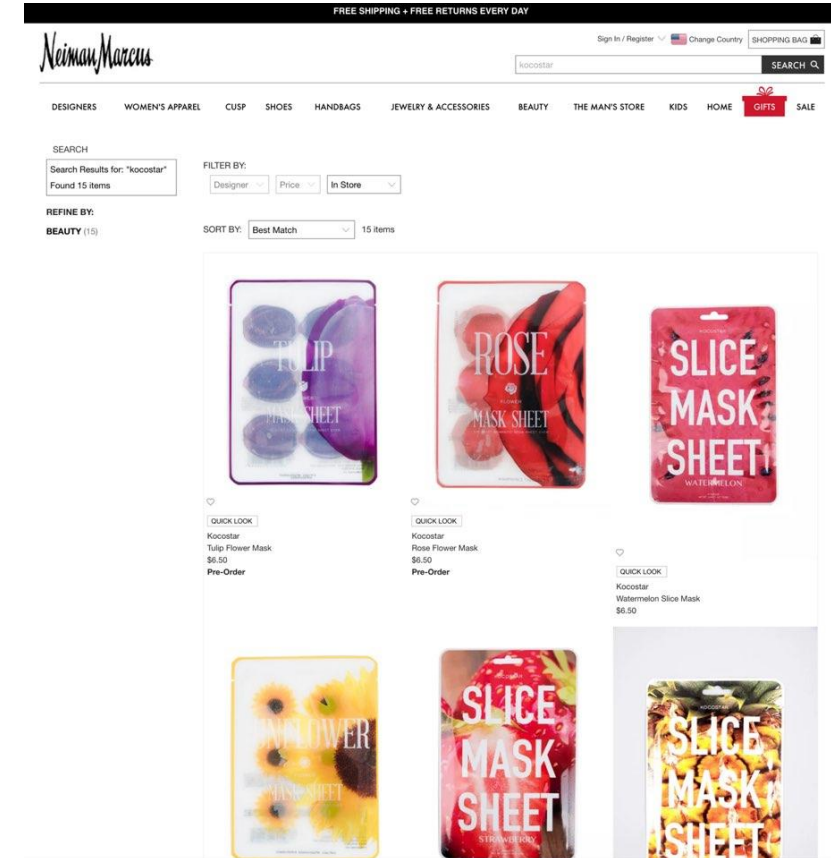 FREE SHIPPING + FREE RETURNS EVERY DAY
Neiman Marcus
Sign In / Register
Change Country
SHOPPING BAG
kocostar
SEARCH
DESIGNERS WOMEN'S APPAREL CUSP SHOES HANDBAGS JEWELRY & ACCESSORIES BEAUTY THE MAN'S STORE KIDS HOME GIFTS SALE
SEARCH
Search Results for: "kocostar"
Found 15 items
REFINE BY:
BEAUTY (15)
FILTER BY:
Designer Price In Store
SORT BY: Best Match 15 items
TULIP
FLOWER
MASK SHEET
QUICK LOOK
Kocostar
Tulip Flower Mask
$6.50
Pre-Order
ROSE
FLOWER
MASK SHEET
QUICK LOOK
Kocostar
Rose Flower Mask
$6.50
Pre-Order
KOCOSTAR
SLICE
MASK
SHEET
WATERMELON
QUICK LOOK
Kocostar
Watermelon Slice Mask
$6.50
SUNFLOWER
MASK SHEET
KOCOSTAR
SLICE
MASK
SHEET
STRAWBERRY
KOCOSTAR
SLICE
MASK
SHEET